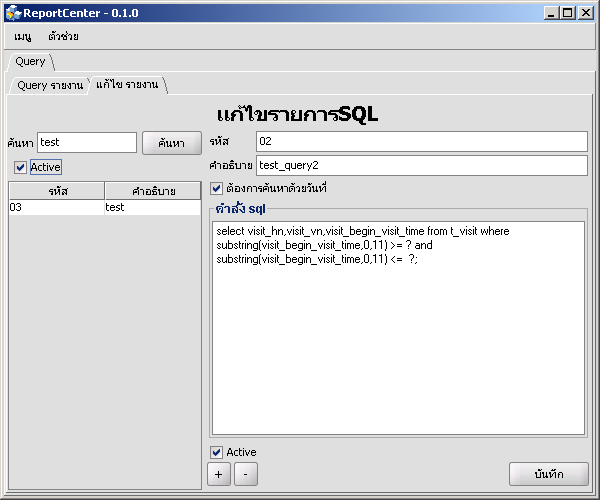 ReportCenter - 0.1.0
เมนู ตัวช่วย
Query
Query รายงาน แก้ไข รายงาน
แก้ไขรายการSQL
ค้นหา test ค้นหา
Active
รหัส คำอธิบาย
03 test
รหัส 02
คำอธิบาย test_query2
ต้องการค้นหาด้วยวันที่
คำสั่ง sql
select visit_hn,visit_vn,visit_begin_visit_time from t_visit where
substring(visit_begin_visit_time,0,11) >= ? and
substring(visit_begin_visit_time,0,11) <= ?;
Active
+ - บันทึก